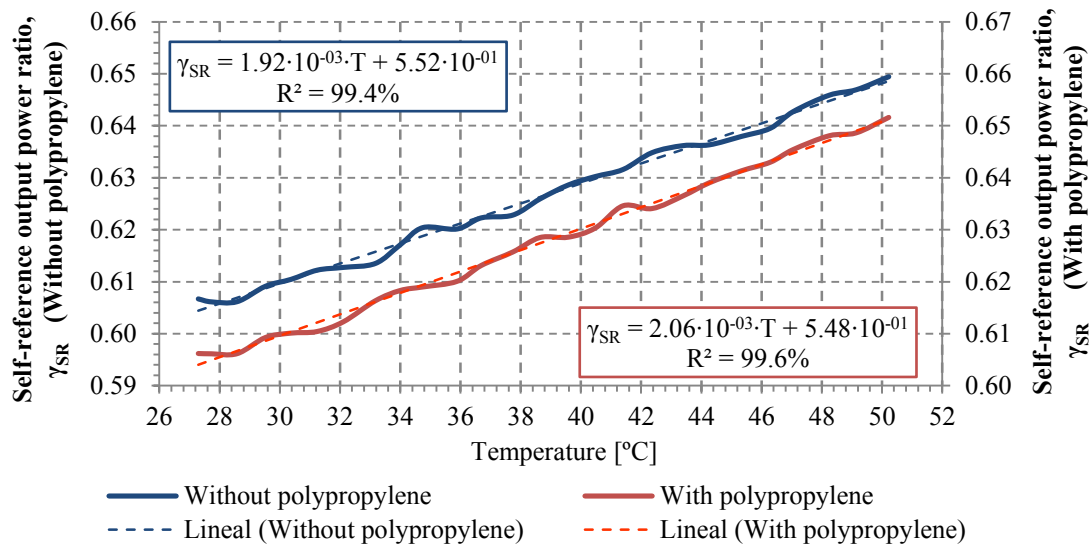 Self-reference output power ratio,
γSR (Without polypropylene)
0.66
0.65
0.64
0.63
0.62
0.61
0.60
0.59
γSR = 1.92·10-03·T + 5.52·10-01
R² = 99.4%
γSR = 2.06·10-03·T + 5.48·10-01
R² = 99.6%
0.67
0.66
0.65
0.64
0.63
0.62
0.61
0.60
Self-reference output power ratio,
γSR (With polypropylene)
26 28 30 32 34 36 38 40 42 44 46 48 50 52
Temperature [ºC]
Without polypropylene
With polypropylene
Lineal (Without polypropylene)
Lineal (With polypropylene)